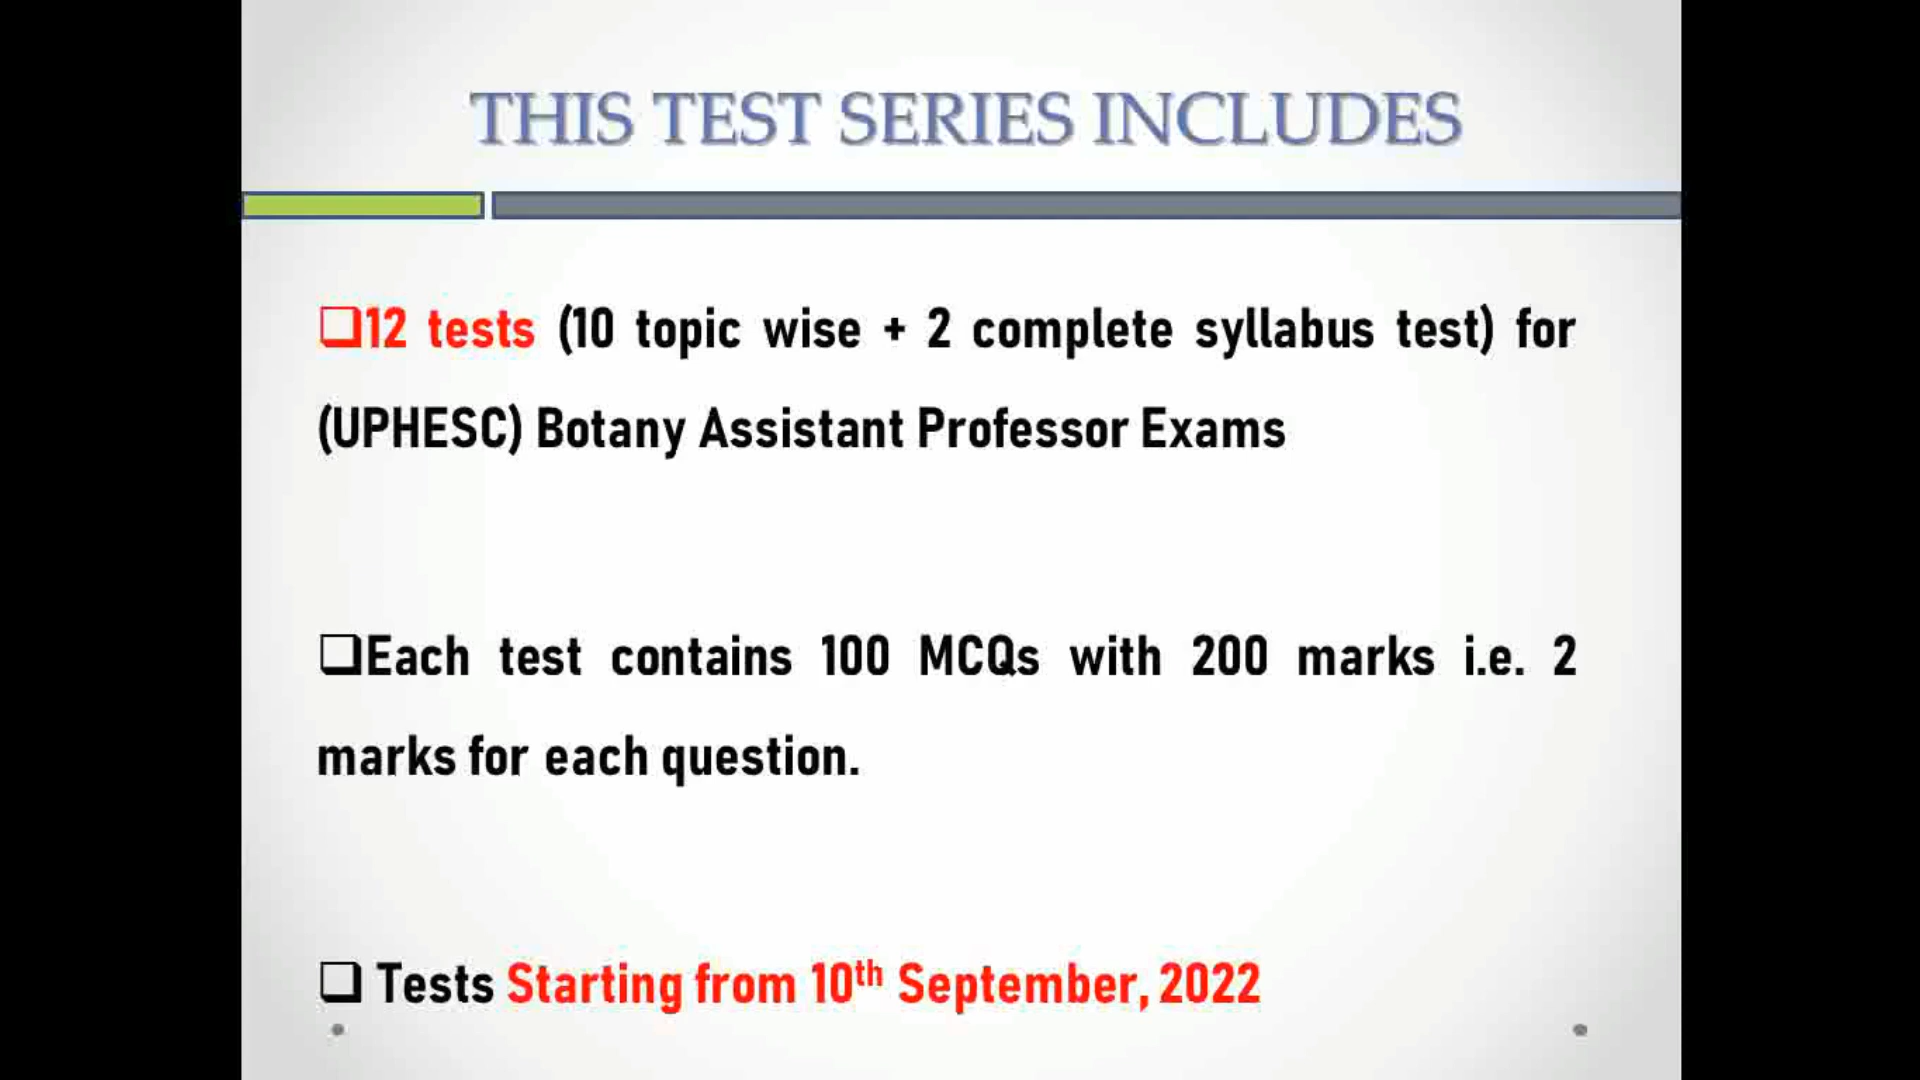 THIS TEST SERIES INCLUDES
❑12 tests (10 topic wise + 2 complete syllabus test) for
(UPHESC) Botany Assistant Professor Exams
❑Each test contains 100 MCQs with 200 marks i.e. 2
marks for each question.
❑ Tests Starting from 10th September, 2022